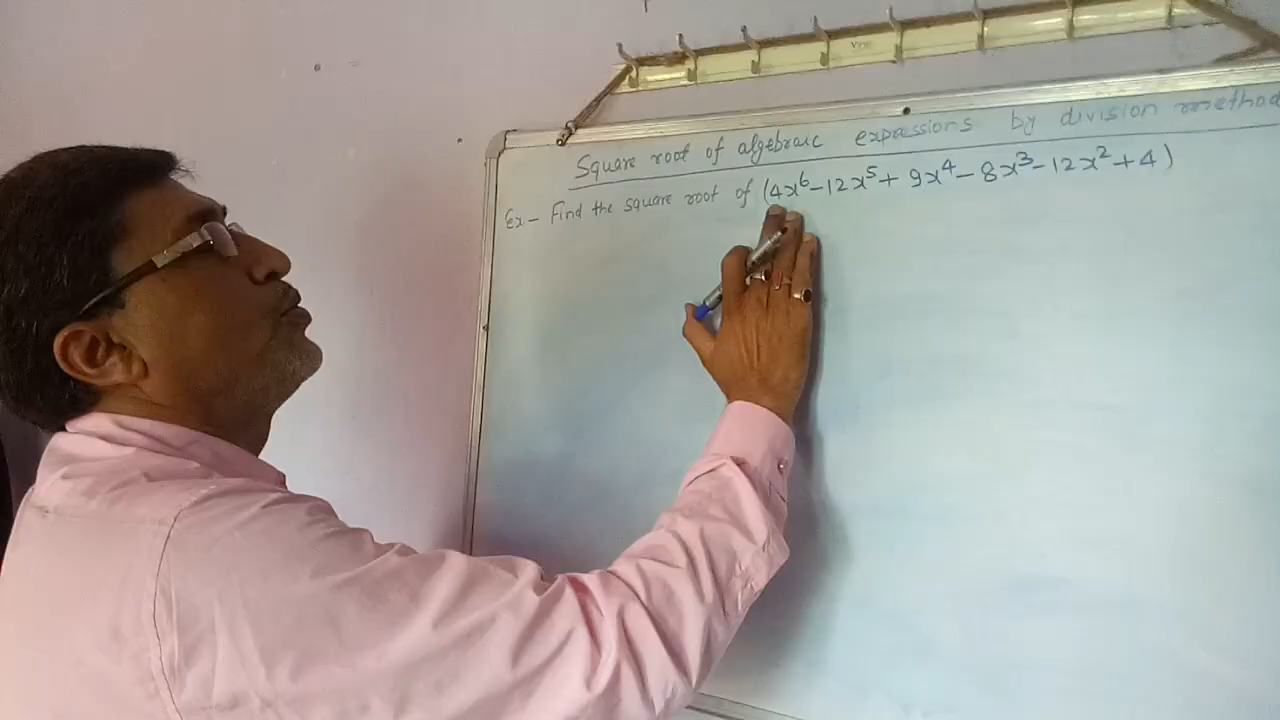 Square root of algebraic expressions by division method
Ex - Find the square root of (4x⁶-12x⁵+9x⁴-8x³-12x²+4)